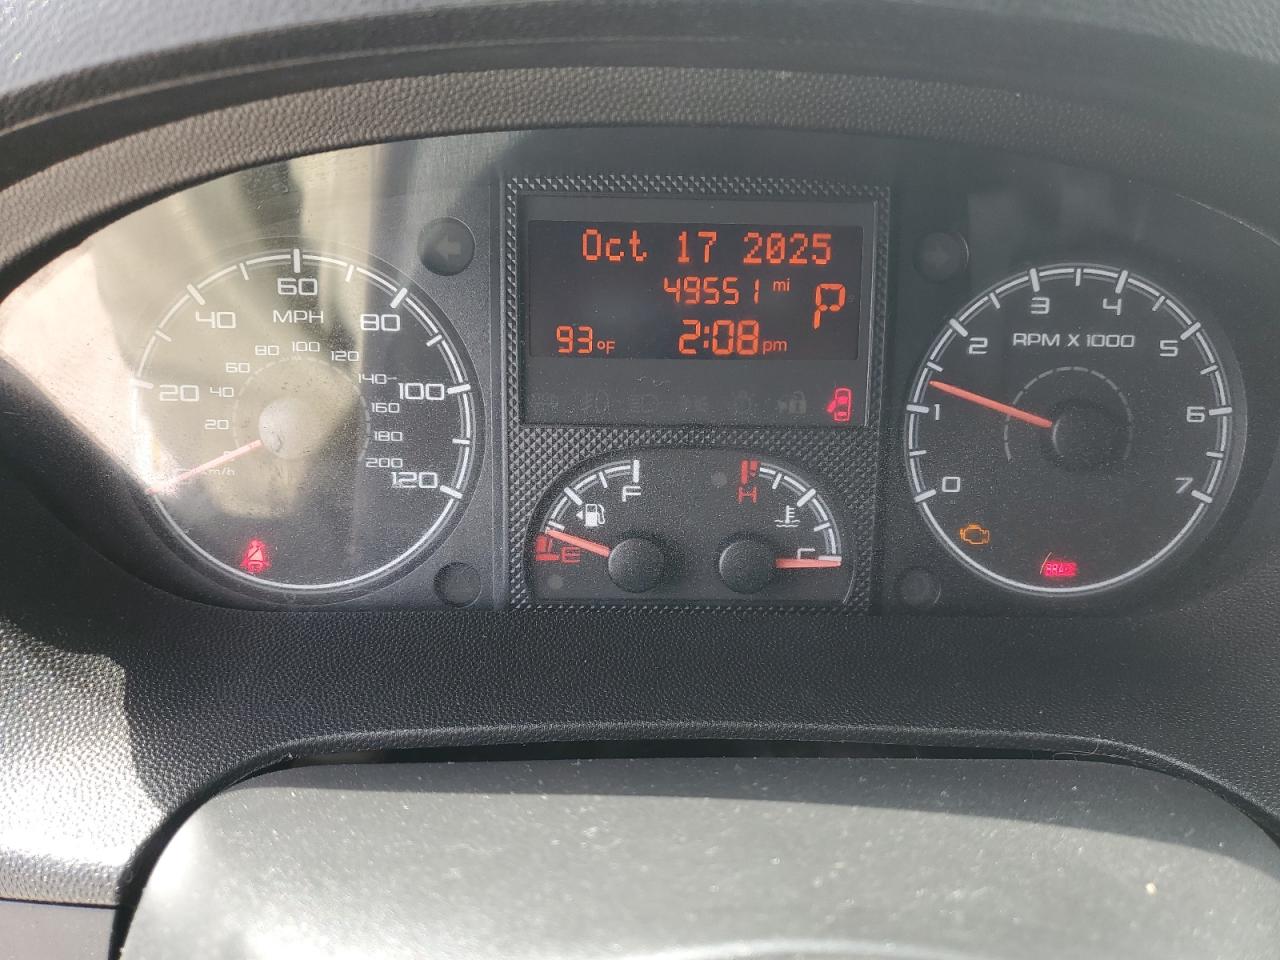 Oct 17 2025
49551 mi
P
93°F 2:08 pm
20 40 60 80 100 120
MPH
20 40 60 80 100 120 140 160 180 200
km/h
F
E
H
C
0 1 2 3 4 5 6 7
RPM X 1000
BRAKE